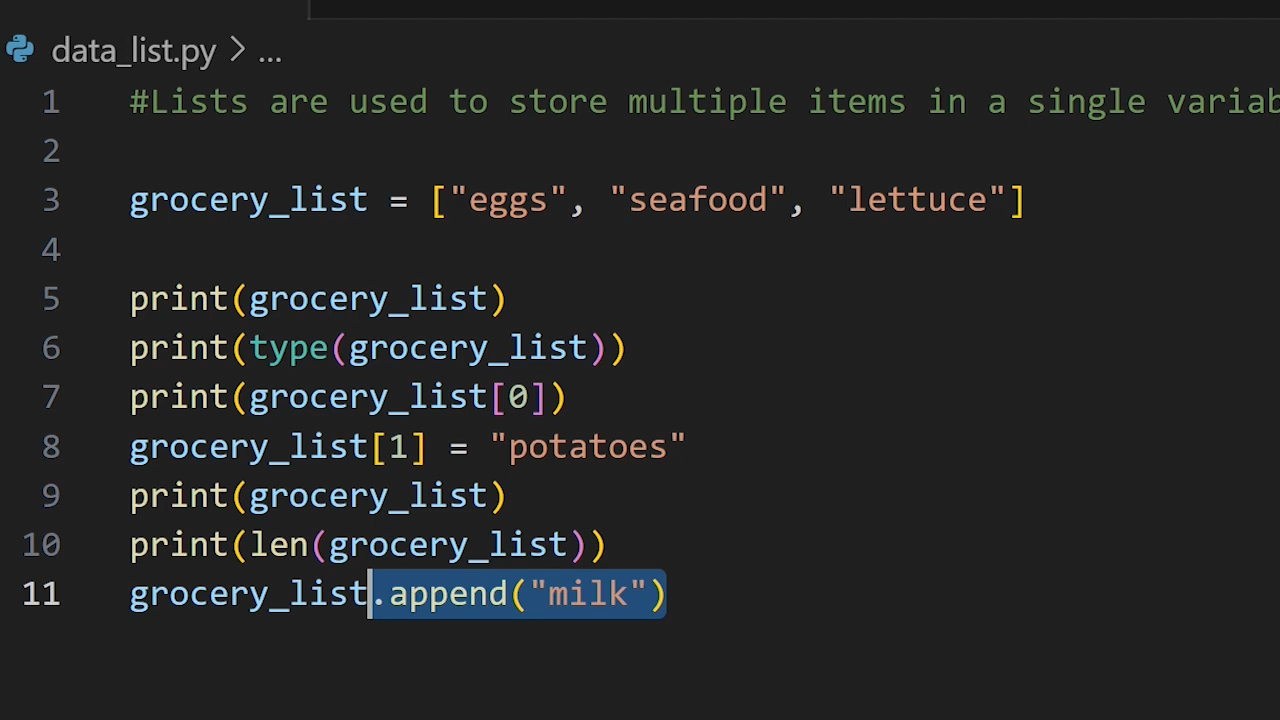 data_list.py > ...
1 #Lists are used to store multiple items in a single
2
3 grocery_list = ["eggs", "seafood", "lettuce"]
4
5 print(grocery_list)
6 print(type(grocery_list))
7 print(grocery_list[0])
8 grocery_list[1] = "potatoes"
9 print(grocery_list)
10 print(len(grocery_list))
11 grocery_list.append("milk")